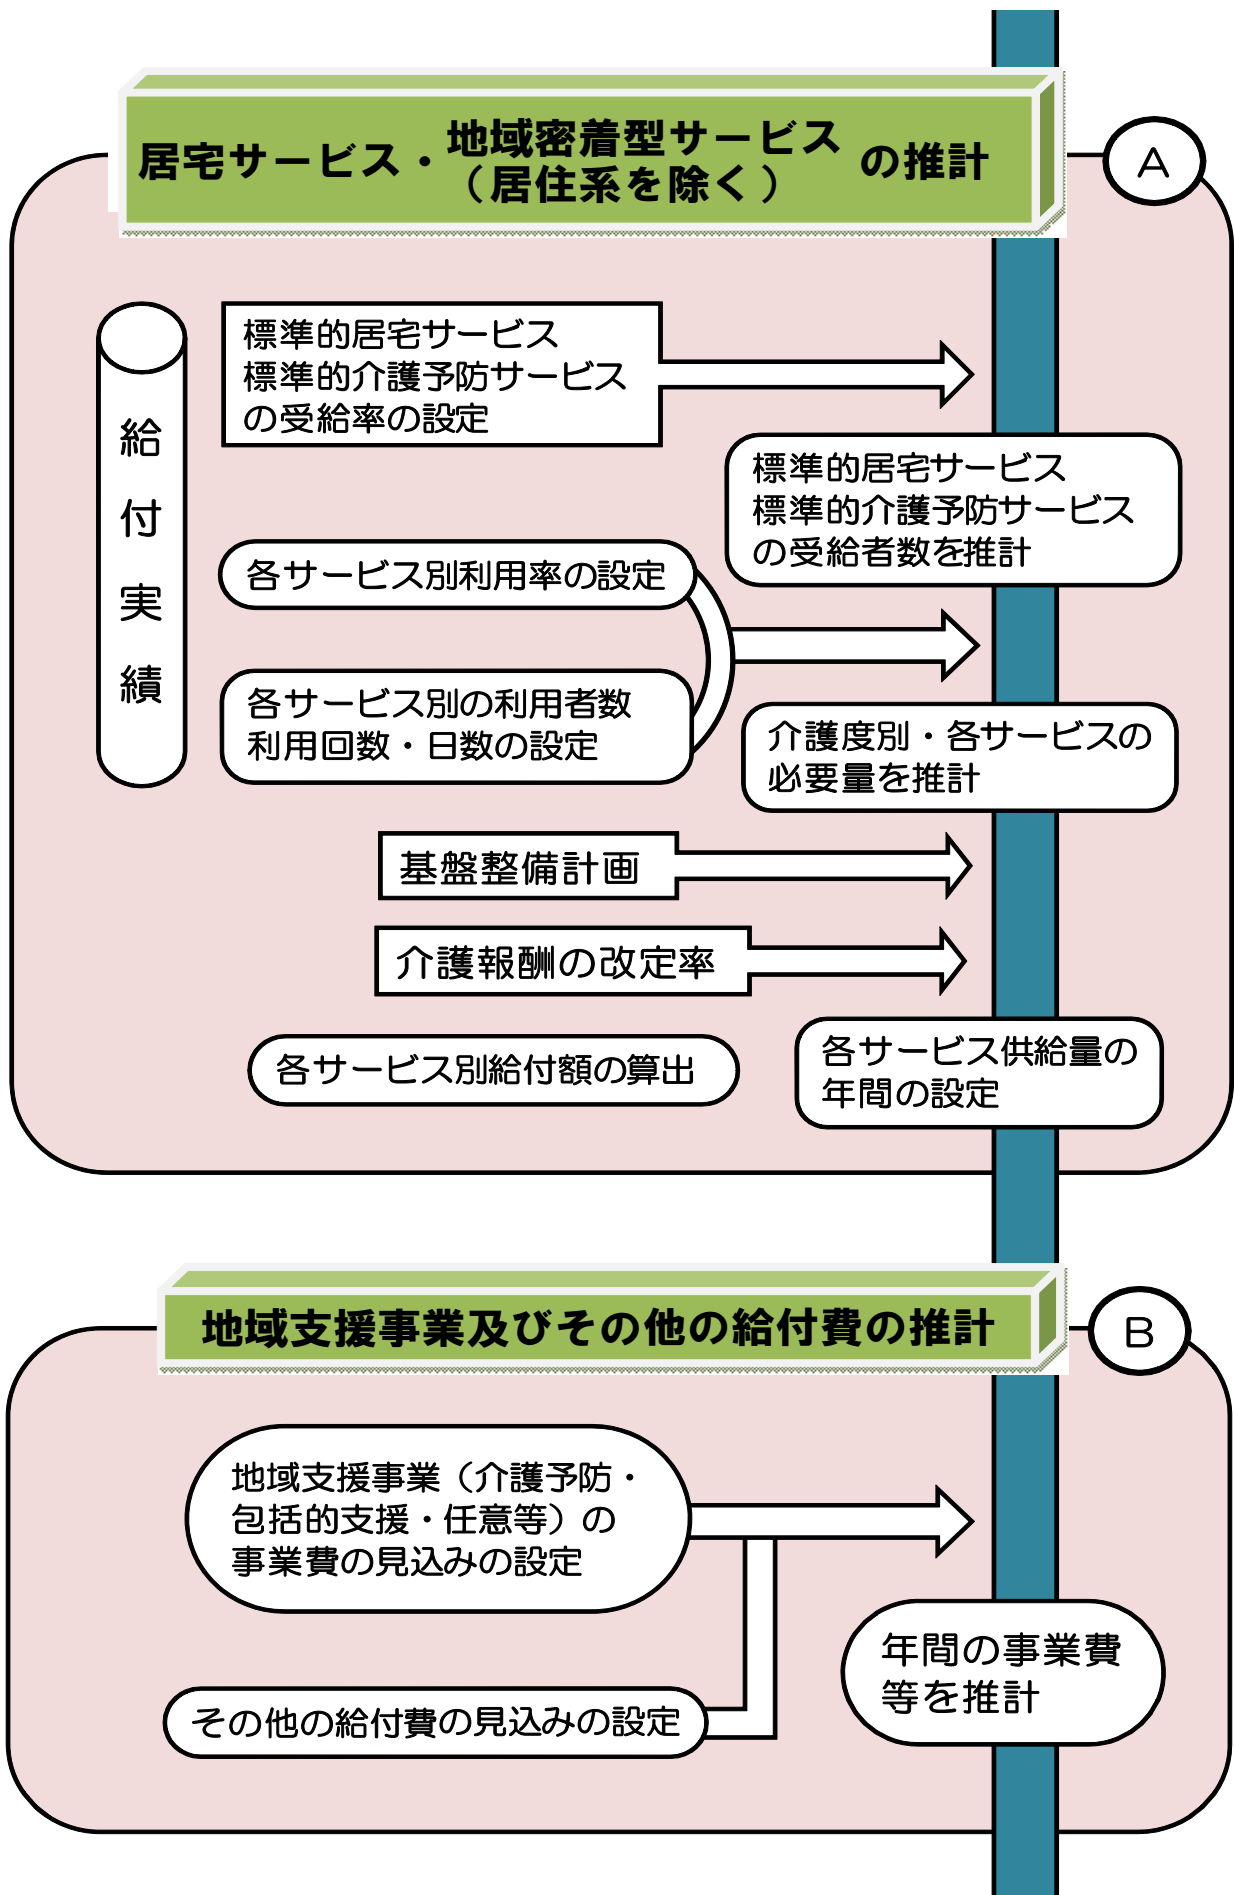 居宅サービス・地域密着型サービス（居住系を除く）の推計
A
給付実績
標準的居宅サービス
標準的介護予防サービス
の受給率の設定
標準的居宅サービス
標準的介護予防サービス
の受給者数を推計
各サービス別利用率の設定
各サービス別の利用者数
利用回数・日数の設定
介護度別・各サービスの
必要量を推計
基盤整備計画
介護報酬の改定率
各サービス別給付額の算出
各サービス供給量の
年間の設定
地域支援事業及びその他の給付費の推計
B
地域支援事業（介護予防・
包括的支援・任意等）の
事業費の見込みの設定
年間の事業費
等を推計
その他の給付費の見込みの設定